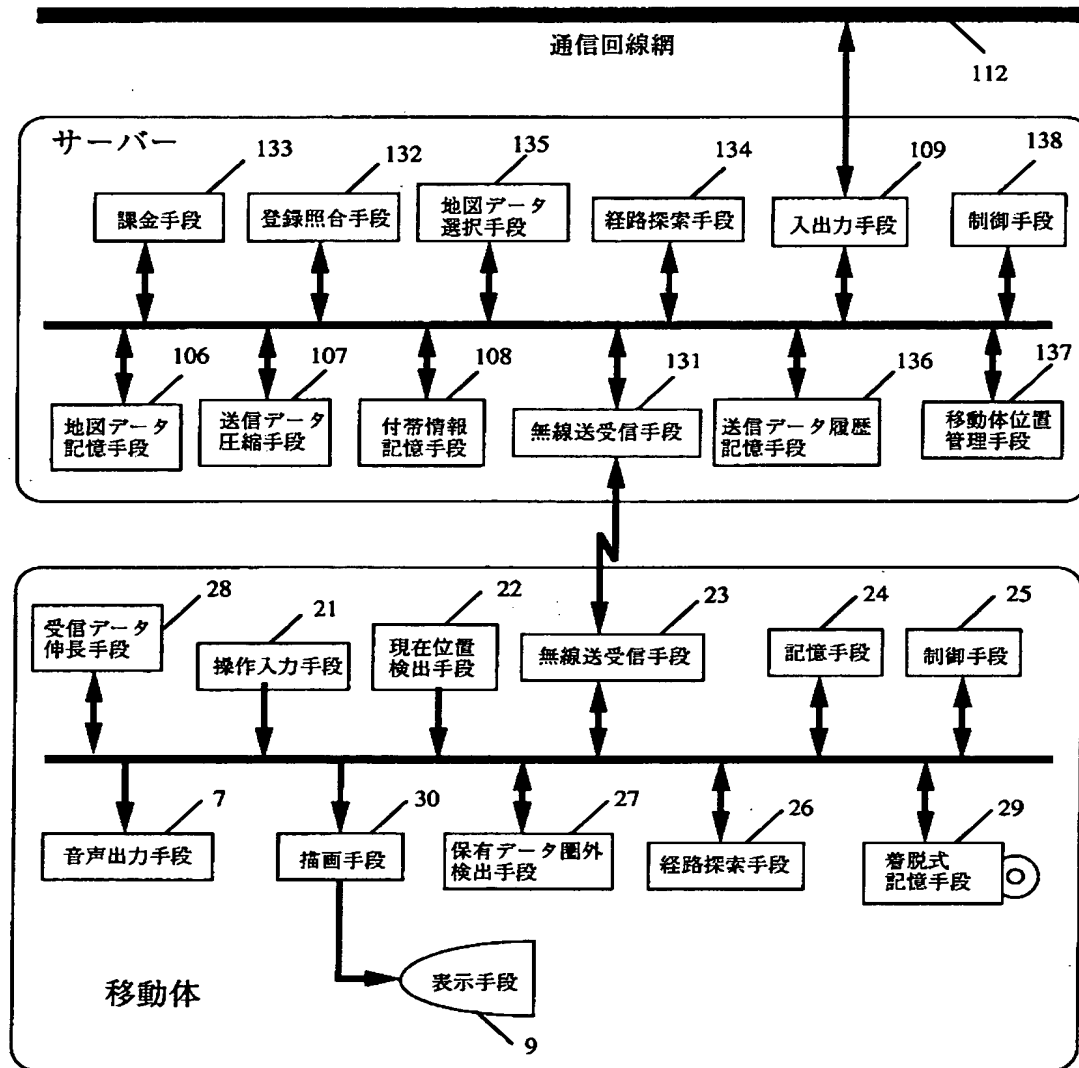 通信回線網
112
サーバー
133
132
135
134
109
138
課金手段
登録照合手段
地図データ
選択手段
経路探索手段
入出力手段
制御手段
106
107
108
131
136
137
地図データ
記憶手段
送信データ
圧縮手段
付帯情報
記憶手段
無線送受信手段
送信データ履歴
記憶手段
移動体位置
管理手段
28
21
22
23
24
25
受信データ
伸長手段
操作入力手段
現在位置
検出手段
無線送受信手段
記憶手段
制御手段
7
30
27
26
29
音声出力手段
描画手段
保有データ圏外
検出手段
経路探索手段
着脱式
記憶手段
移動体
表示手段
9